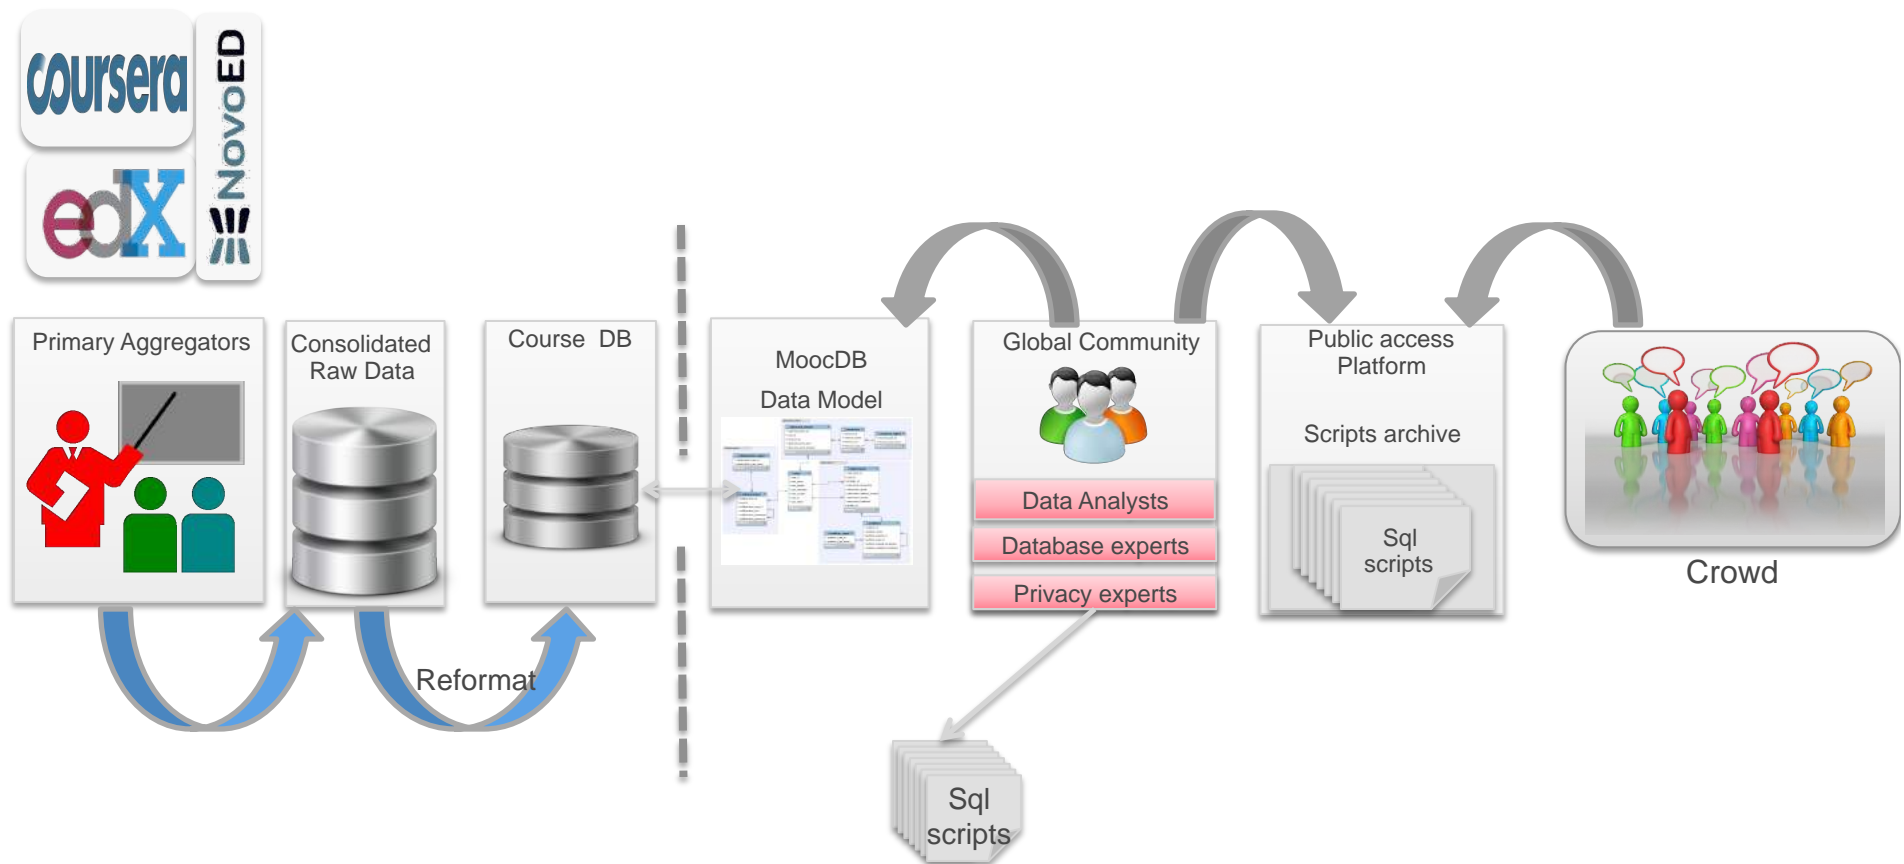 coursera
edX
NOVOED
Primary Aggregators
Consolidated
Raw Data
Course DB
Reformat
MoocDB
Data Model
Global Community
Data Analysts
Database experts
Privacy experts
Sql
scripts
Public access
Platform
Scripts archive
Sql
scripts
Crowd